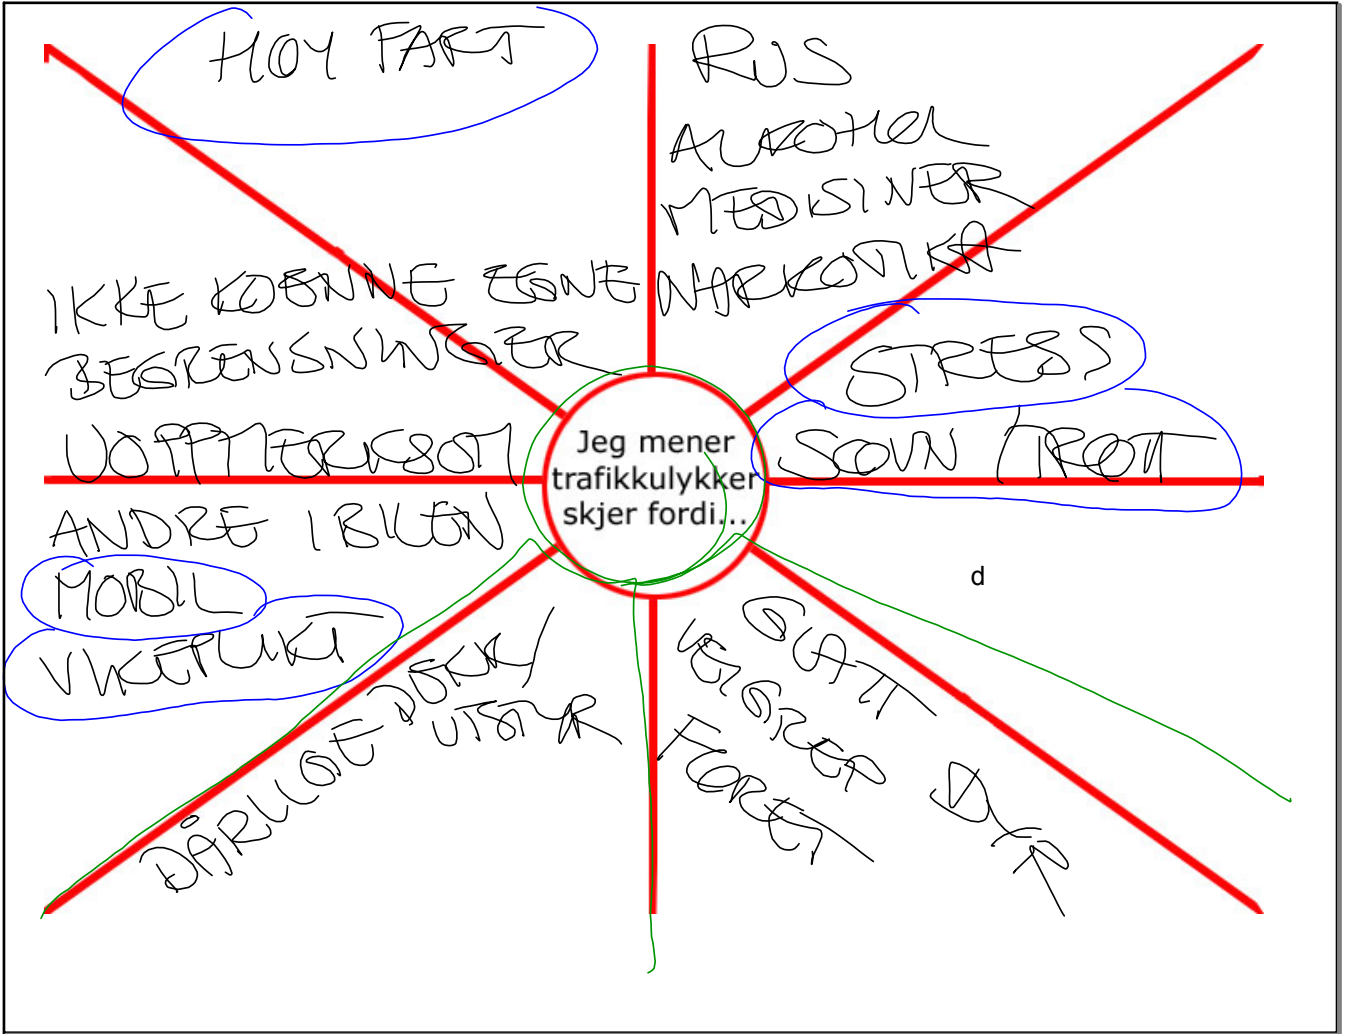 HØY FART
RUS
ALKOHOL
MEDISINER
NARKOTIKA
IKKE KOENNE EGNE
BEGRENSNINGER
STRESS
SØVN / TRØTT
UOPPMERKSOM
Jeg mener
trafikkulykker
skjer fordi...
ANDRE I BILEN
MOBIL
VIKEPLIKT
d
DÅRLIGE DEKK/
UTSTYR
GLATT
VEIGREP
FØRET
DYR